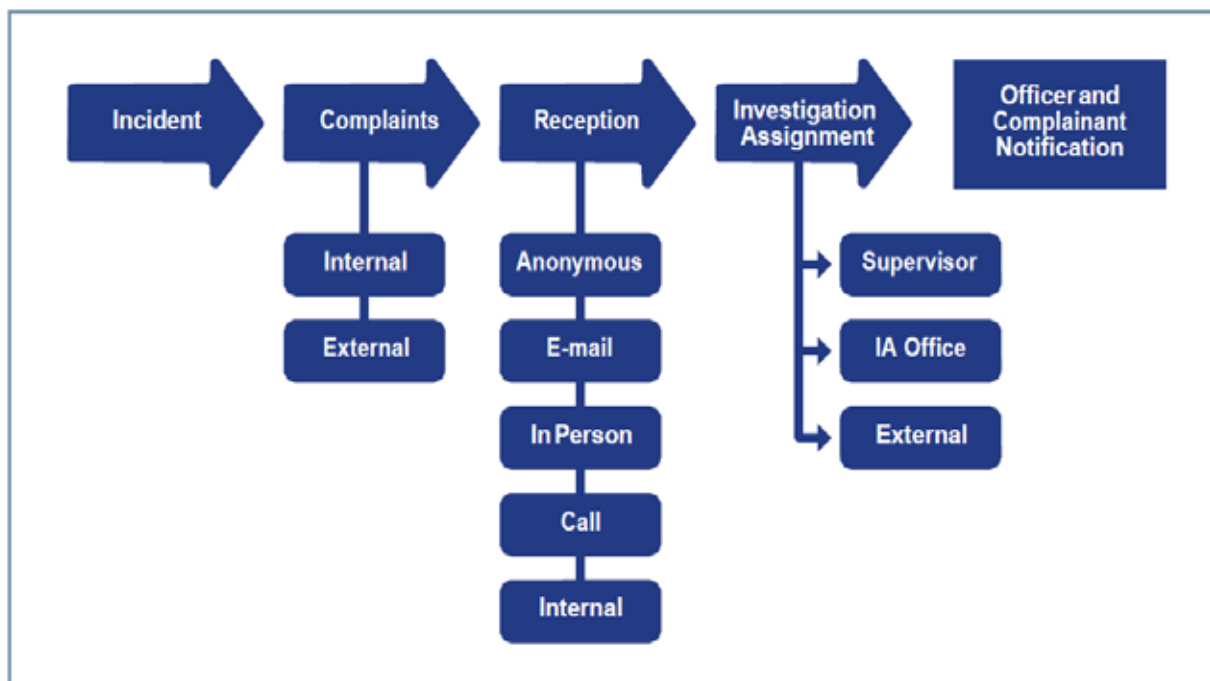 Incident
Complaints
Reception
Investigation
Assignment
Officer and
Complainant
Notification
Internal
External
Anonymous
E-mail
In Person
Call
Internal
Supervisor
IA Office
External